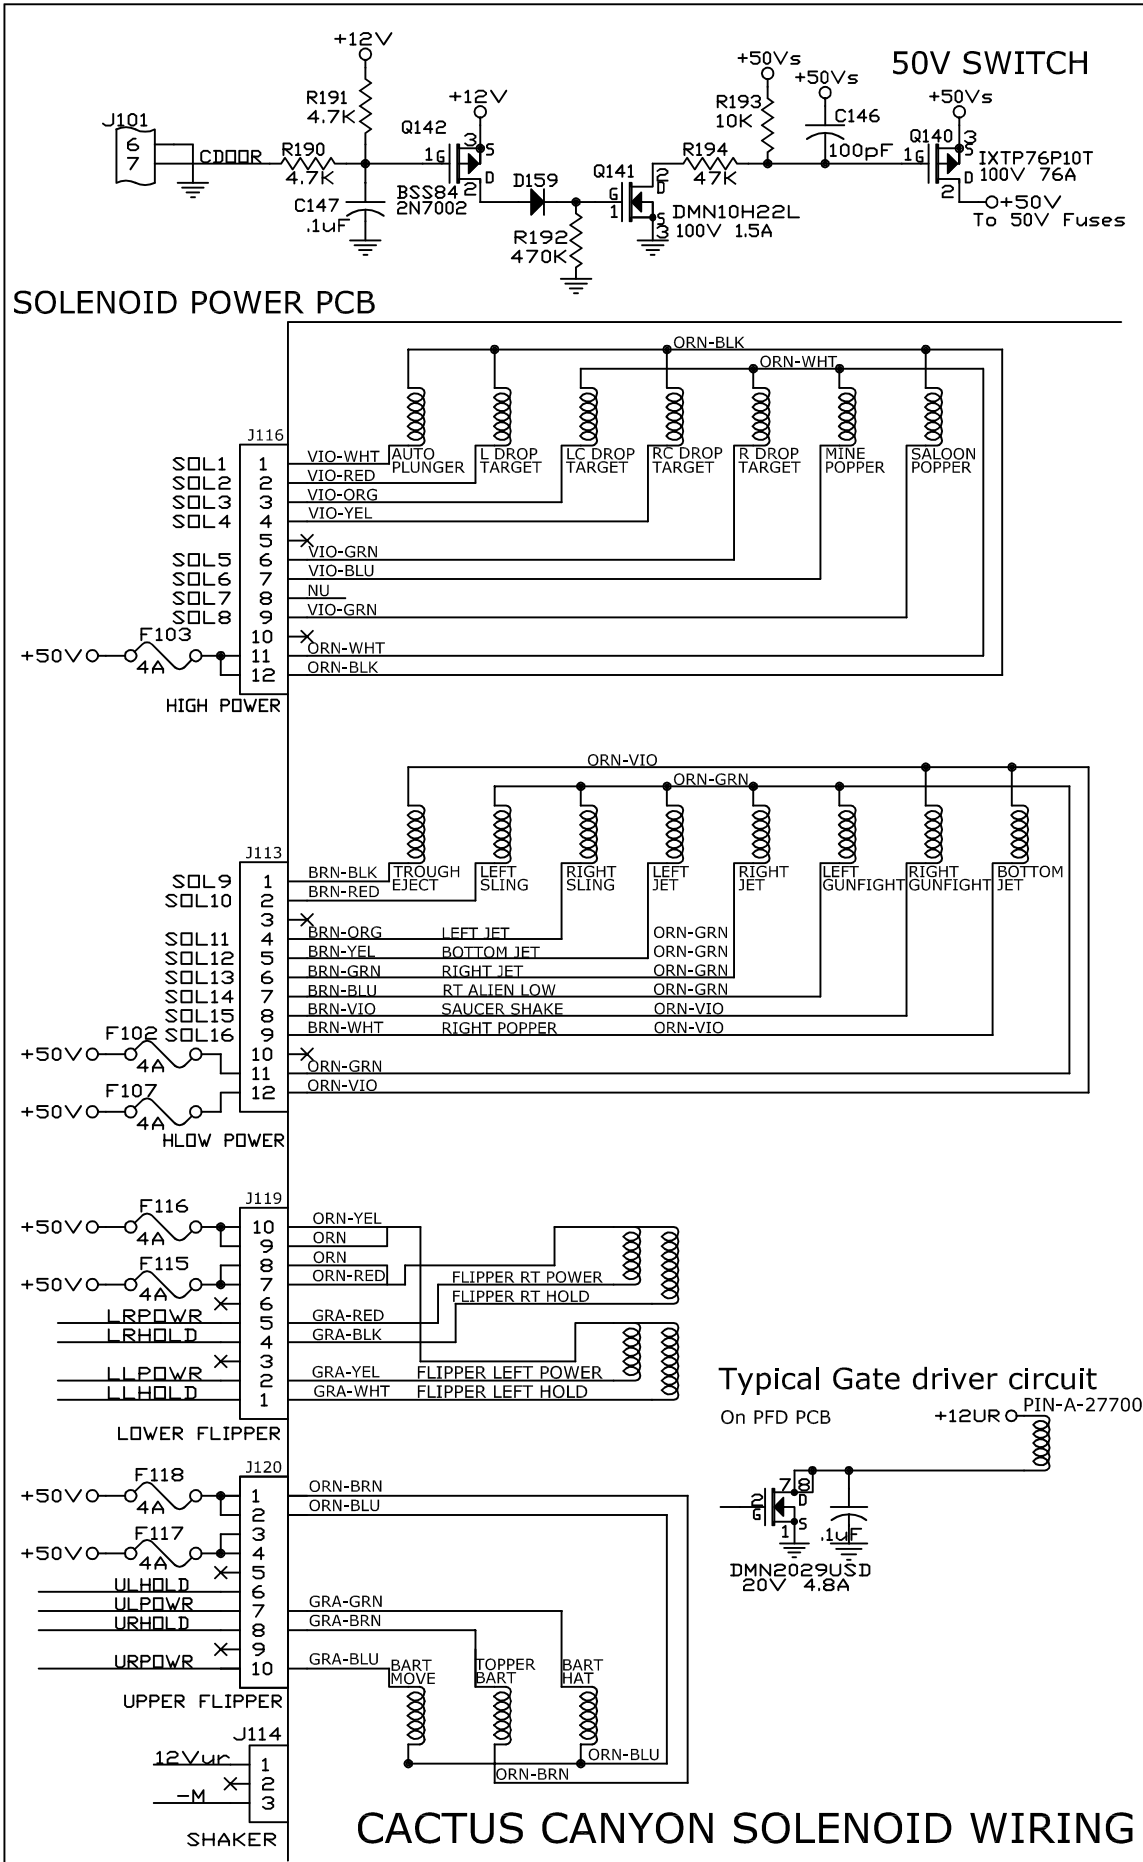 50V SWITCH
+12V
R191
4.7K
+12V
J101
6
7
CDOOR
R190
4.7K
Q142
3
S
1
G
2
D
BSS84
2N7002
C147
.1uF
D159
R192
470K
Q141
G
1
2
D
S
3
DMN10H22L
100V 1.5A
R194
47K
+50Vs
R193
10K
+50Vs
C146
100pF
+50Vs
Q140
3
S
1
G
D
2
IXTP76P10T
100V 76A
+50V
To 50V Fuses
SOLENOID POWER PCB
ORN-BLK
ORN-WHT
AUTO PLUNGER
L DROP TARGET
LC DROP TARGET
RC DROP TARGET
R DROP TARGET
MINE POPPER
SALOON POPPER
J116
SOL1 1 VIO-WHT
SOL2 2 VIO-RED
SOL3 3 VIO-ORG
SOL4 4 VIO-YEL
5
SOL5 6 VIO-GRN
SOL6 7 VIO-BLU
SOL7 8 NU
SOL8 9 VIO-GRN
10
F103
+50V 4A 11 ORN-WHT
12 ORN-BLK
HIGH POWER
ORN-VIO
ORN-GRN
TROUGH EJECT
LEFT SLING
RIGHT SLING
LEFT JET
RIGHT JET
LEFT GUNFIGHT
RIGHT GUNFIGHT
BOTTOM JET
J113
SOL9 1 BRN-BLK
SOL10 2 BRN-RED
3
SOL11 4 BRN-ORG LEFT JET ORN-GRN
SOL12 5 BRN-YEL BOTTOM JET ORN-GRN
SOL13 6 BRN-GRN RIGHT JET ORN-GRN
SOL14 7 BRN-BLU RT ALIEN LOW ORN-GRN
SOL15 8 BRN-VIO SAUCER SHAKE ORN-VIO
SOL16 9 BRN-WHT RIGHT POPPER ORN-VIO
F102
+50V 4A 10
11 ORN-GRN
F107
12 ORN-VIO
+50V 4A
HLOW POWER
J119
F116
+50V 4A 10 ORN-YEL
9 ORN
F115
8 ORN
+50V 4A 7 ORN-RED FLIPPER RT POWER
6 FLIPPER RT HOLD
LRPOWR 5 GRA-RED
LRHOLD 4 GRA-BLK
3
LLPOWR 2 GRA-YEL FLIPPER LEFT POWER
LLHOLD 1 GRA-WHT FLIPPER LEFT HOLD
LOWER FLIPPER
Typical Gate driver circuit
On PFD PCB
+12UR
PIN-A-27700
7
8
2
G
D
1
S
.1uF
DMN2029USD
20V 4.8A
J120
F118
+50V 4A 1 ORN-BRN
2 ORN-BLU
F117
3
+50V 4A 4
5
ULHOLD 6
ULPOWR 7 GRA-GRN
URHOLD 8 GRA-BRN
9
URPOWR 10 GRA-BLU
BART MOVE
TOPPER BART
BART HAT
UPPER FLIPPER
ORN-BLU
ORN-BRN
J114
12Vur 1
2
-M 3
SHAKER
CACTUS CANYON SOLENOID WIRING